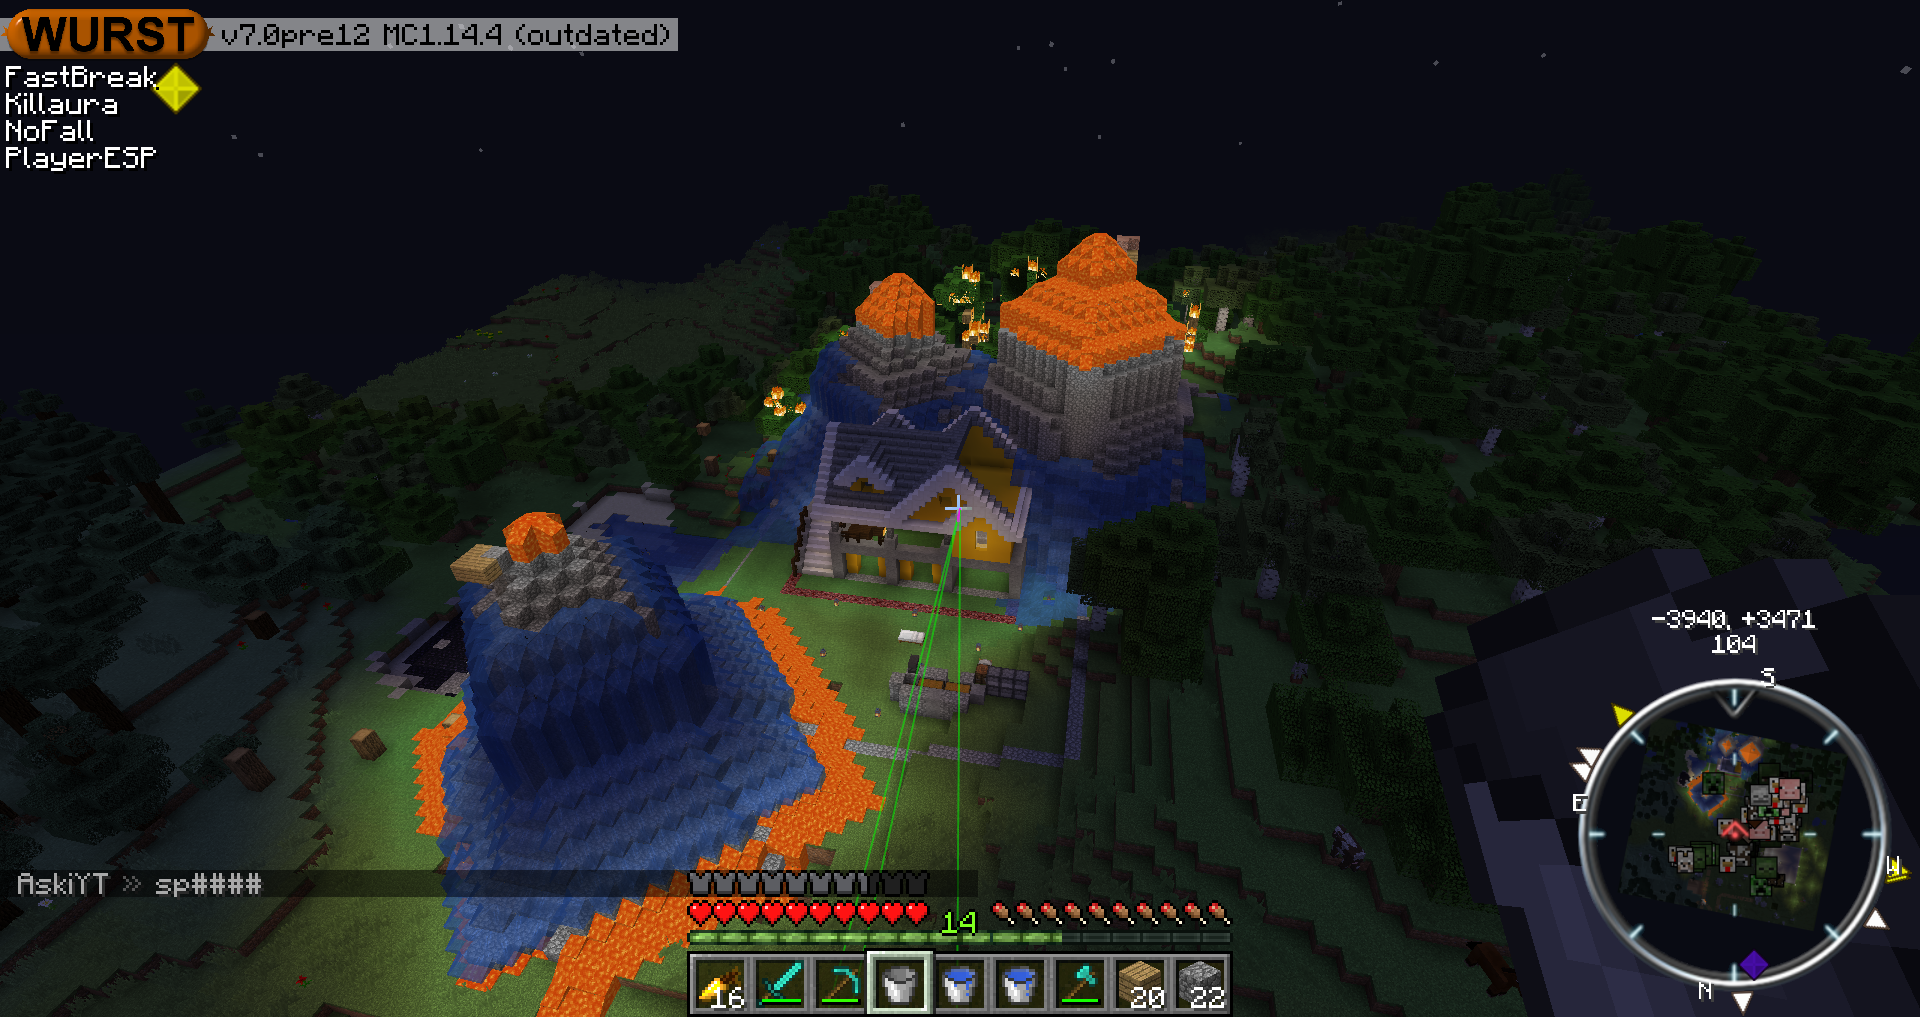 WURST v7.0pre12 MC1.14.4 (outdated)
FastBreak
Killaura
NoFall
PlayerESP
-3940, +3471
104
S
E
W
N
AskiYT » sp####
14
16
20
22